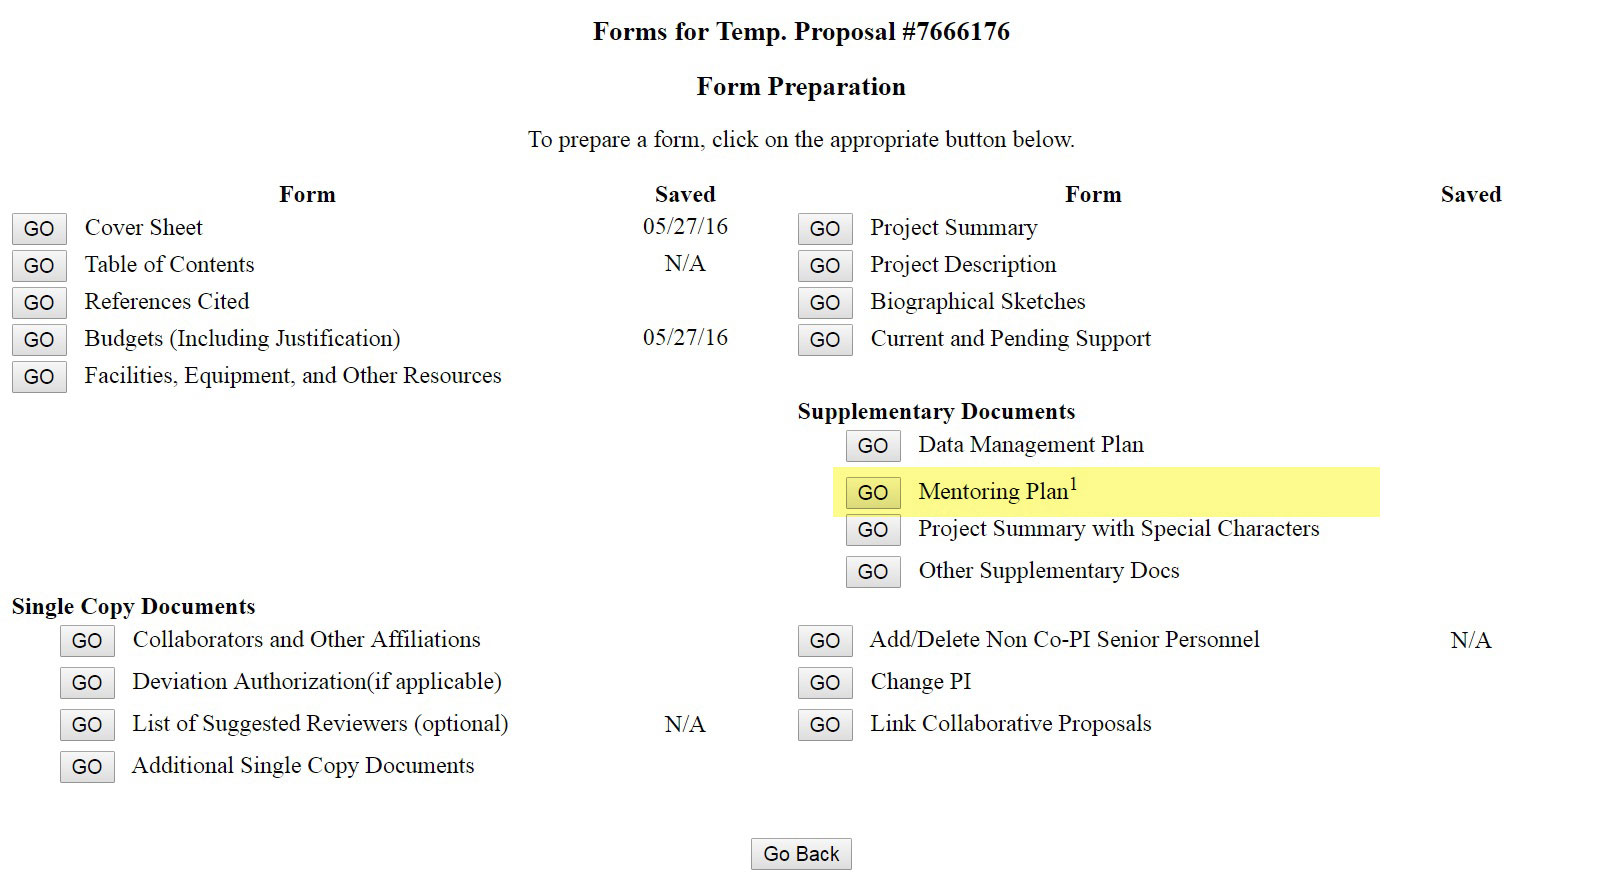 Forms for Temp. Proposal #7666176
Form Preparation
To prepare a form, click on the appropriate button below.
Form Saved Form Saved
GO Cover Sheet 05/27/16 GO Project Summary
GO Table of Contents N/A GO Project Description
GO References Cited GO Biographical Sketches
GO Budgets (Including Justification) 05/27/16 GO Current and Pending Support
GO Facilities, Equipment, and Other Resources
Supplementary Documents
GO Data Management Plan
GO Mentoring Plan1
GO Project Summary with Special Characters
GO Other Supplementary Docs
Single Copy Documents
GO Collaborators and Other Affiliations GO Add/Delete Non Co-PI Senior Personnel N/A
GO Deviation Authorization(if applicable) GO Change PI
GO List of Suggested Reviewers (optional) N/A GO Link Collaborative Proposals
GO Additional Single Copy Documents
Go Back